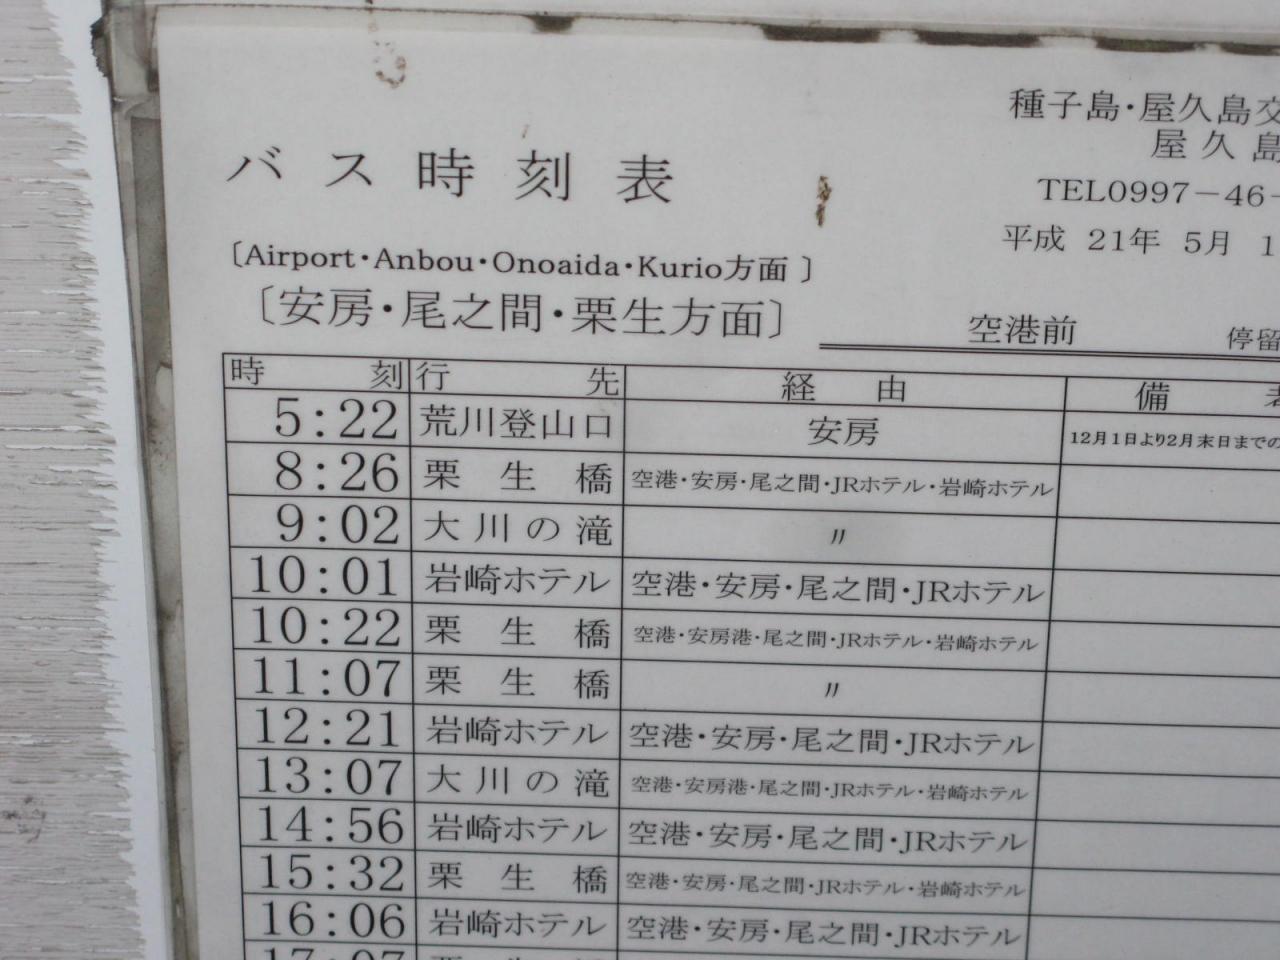 種子島・屋久島交
屋久島
TEL0997－46－
平成 21年 5月 1
バス時刻表
〔Airport・Anbou・Onoaida・Kurio方面〕
〔安房・尾之間・栗生方面〕
空港前 停留
時刻 行先 経由 備考
5:22 荒川登山口 安房 12月1日より2月末日までの
8:26 栗生橋 空港・安房・尾之間・JRホテル・岩崎ホテル
9:02 大川の滝 〃
10:01 岩崎ホテル 空港・安房・尾之間・JRホテル
10:22 栗生橋 空港・安房港・尾之間・JRホテル・岩崎ホテル
11:07 栗生橋 〃
12:21 岩崎ホテル 空港・安房・尾之間・JRホテル
13:07 大川の滝 空港・安房港・尾之間・JRホテル・岩崎ホテル
14:56 岩崎ホテル 空港・安房・尾之間・JRホテル
15:32 栗生橋 空港・安房・尾之間・JRホテル・岩崎ホテル
16:06 岩崎ホテル 空港・安房・尾之間・JRホテル
17:07